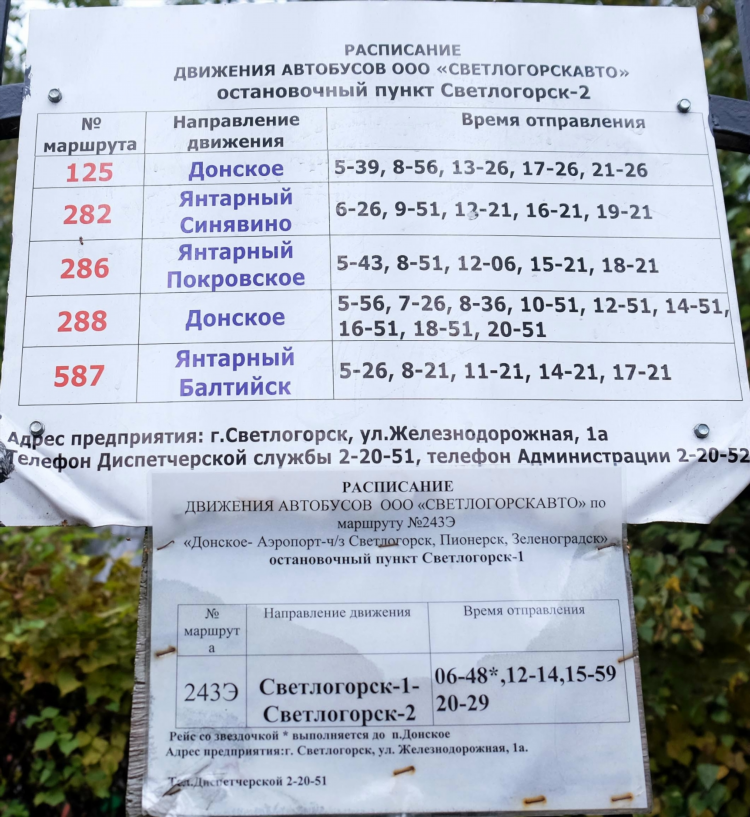 РАСПИСАНИЕ
ДВИЖЕНИЯ АВТОБУСОВ ООО «СВЕТЛОГОРСКАВТО»
остановочный пункт Светлогорск-2
№ маршрута
Направление движения
Время отправления
125 Донское 5-39, 8-56, 13-26, 17-26, 21-26
282 Янтарный Синявино 6-26, 9-51, 13-21, 16-21, 19-21
286 Янтарный Покровское 5-43, 8-51, 12-06, 15-21, 18-21
288 Донское 5-56, 7-26, 8-36, 10-51, 12-51, 14-51,
16-51, 18-51, 20-51
587 Янтарный Балтийск 5-26, 8-21, 11-21, 14-21, 17-21
Адрес предприятия: г.Светлогорск, ул.Железнодорожная, 1а
Телефон Диспетчерской службы 2-20-51, телефон Администрации 2-20-52
РАСПИСАНИЕ
ДВИЖЕНИЯ АВТОБУСОВ ООО «СВЕТЛОГОРСКАВТО» по
маршруту №243Э
«Донское- Аэропорт-ч/з Светлогорск, Пионерск, Зеленоградск»
остановочный пункт Светлогорск-1
№ маршрут а
Направление движения
Время отправления
243Э
Светлогорск-1-
Светлогорск-2
06-48*,12-14,15-59
20-29
Рейс со звездочкой * выполняется до п.Донское
Адрес предприятия:г. Светлогорск, ул. Железнодорожная, 1а.
Тел.Диспетчерской 2-20-51